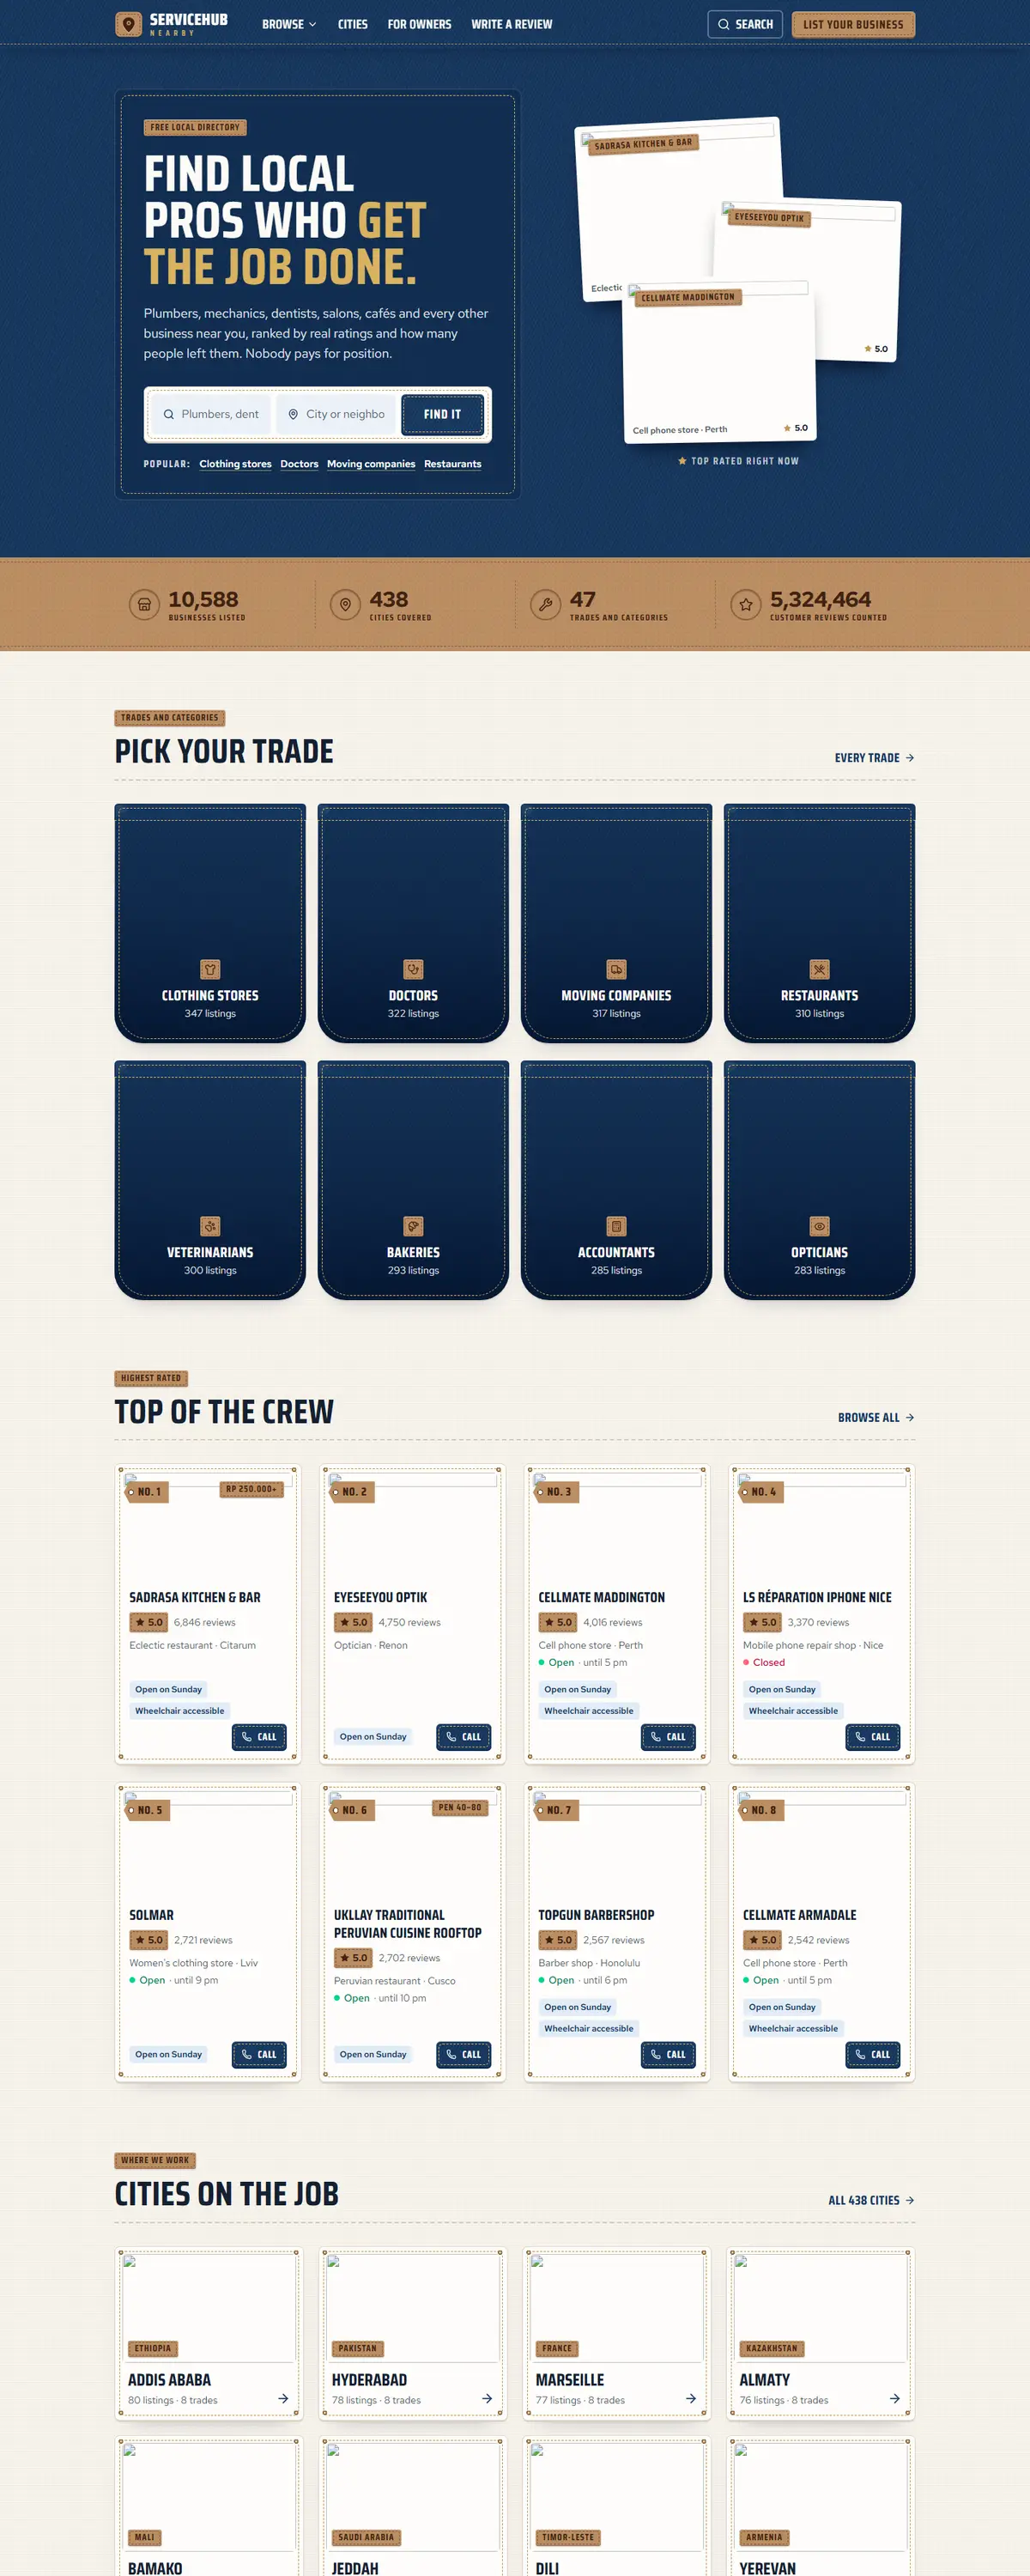 SERVICEHUB
NEARBY
BROWSE
CITIES
FOR OWNERS
WRITE A REVIEW
SEARCH
LIST YOUR BUSINESS
FREE LOCAL DIRECTORY
FIND LOCAL
PROS WHO GET
THE JOB DONE.
Plumbers, mechanics, dentists, salons, cafés and every other
business near you, ranked by real ratings and how many
people left them. Nobody pays for position.
Plumbers, dent
City or neighbo
FIND IT
POPULAR:
Clothing stores
Doctors
Moving companies
Restaurants
SADRASA KITCHEN & BAR
Eclectic
EYESEEYOU OPTIK
5.0
CELLMATE MADDINGTON
Cell phone store · Perth
5.0
TOP RATED RIGHT NOW
10,588
BUSINESSES LISTED
438
CITIES COVERED
47
TRADES AND CATEGORIES
5,324,464
CUSTOMER REVIEWS COUNTED
TRADES AND CATEGORIES
PICK YOUR TRADE
EVERY TRADE
CLOTHING STORES
347 listings
DOCTORS
322 listings
MOVING COMPANIES
317 listings
RESTAURANTS
310 listings
VETERINARIANS
300 listings
BAKERIES
293 listings
ACCOUNTANTS
285 listings
OPTICIANS
283 listings
HIGHEST RATED
TOP OF THE CREW
BROWSE ALL
NO. 1
RP 250.000+
SADRASA KITCHEN & BAR
5.0 6,846 reviews
Eclectic restaurant · Citarum
Open on Sunday
Wheelchair accessible
CALL
NO. 2
EYESEEYOU OPTIK
5.0 4,750 reviews
Optician · Renon
Open on Sunday
CALL
NO. 3
CELLMATE MADDINGTON
5.0 4,016 reviews
Cell phone store · Perth
Open · until 5 pm
Open on Sunday
Wheelchair accessible
CALL
NO. 4
LS RÉPARATION IPHONE NICE
5.0 3,370 reviews
Mobile phone repair shop · Nice
Closed
Open on Sunday
Wheelchair accessible
CALL
NO. 5
SOLMAR
5.0 2,721 reviews
Women's clothing store · Lviv
Open · until 9 pm
Open on Sunday
CALL
NO. 6
PEN 40–80
UKLLAY TRADITIONAL
PERUVIAN CUISINE ROOFTOP
5.0 2,702 reviews
Peruvian restaurant · Cusco
Open · until 10 pm
Open on Sunday
CALL
NO. 7
TOPGUN BARBERSHOP
5.0 2,567 reviews
Barber shop · Honolulu
Open · until 6 pm
Open on Sunday
Wheelchair accessible
CALL
NO. 8
CELLMATE ARMADALE
5.0 2,542 reviews
Cell phone store · Perth
Open · until 5 pm
Open on Sunday
Wheelchair accessible
CALL
WHERE WE WORK
CITIES ON THE JOB
ALL 438 CITIES
ETHIOPIA
ADDIS ABABA
80 listings · 8 trades
PAKISTAN
HYDERABAD
78 listings · 8 trades
FRANCE
MARSEILLE
77 listings · 8 trades
KAZAKHSTAN
ALMATY
76 listings · 8 trades
MALI
BAMAKO
SAUDI ARABIA
JEDDAH
TIMOR-LESTE
DILI
ARMENIA
YEREVAN